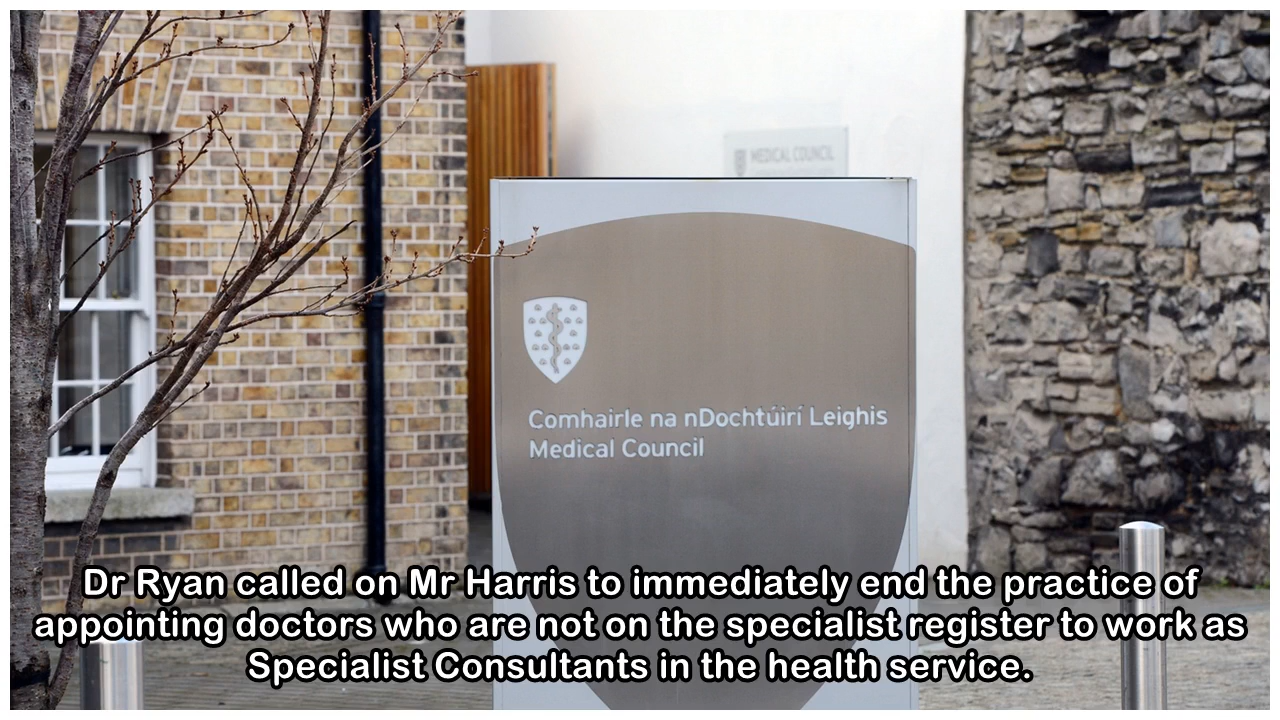 MEDICAL COUNCIL
Comhairle na nDochtúirí Leighis
Medical Council
Dr Ryan called on Mr Harris to immediately end the practice of
appointing doctors who are not on the specialist register to work as
Specialist Consultants in the health service.